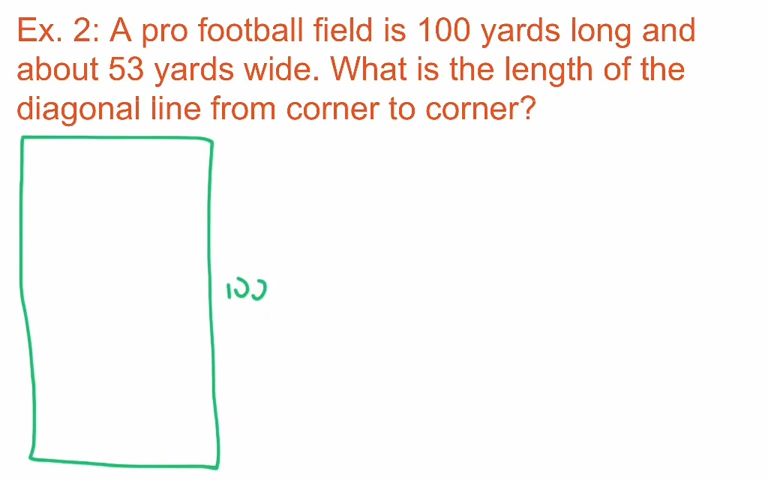 Ex. 2: A pro football field is 100 yards long and
about 53 yards wide. What is the length of the
diagonal line from corner to corner?
100